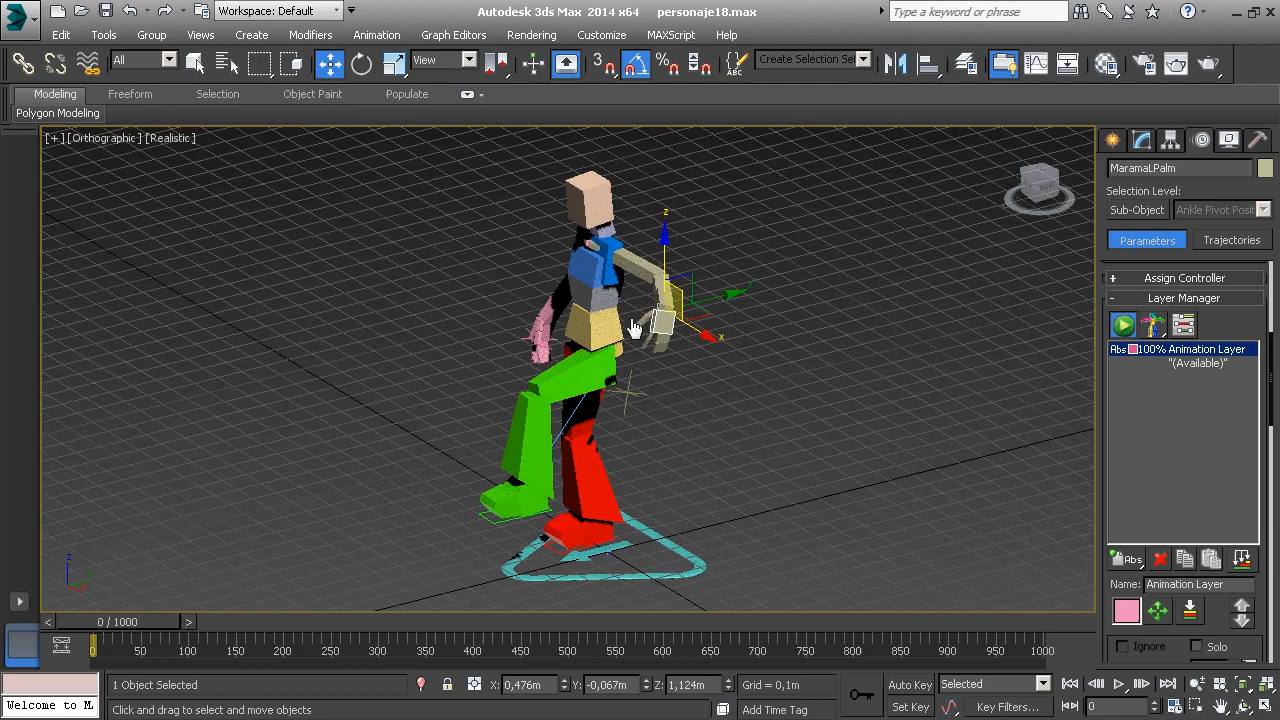 Workspace: Default
Autodesk 3ds Max 2014 x64 personaje18.max
Type a keyword or phrase
Edit Tools Group Views Create Modifiers Animation Graph Editors Rendering Customize MAXScript Help
All View 3 Create Selection Se
Modeling Freeform Selection Object Paint Populate
Polygon Modeling
[+][Orthographic][Realistic]
MaramaLPalm
Selection Level:
Sub-Object Ankle Pivot Posit
Parameters Trajectories
+ Assign Controller
- Layer Manager
Abs 100% Animation Layer
"(Available)"
z
y
x
z
Abs
Name: Animation Layer
Ignore Solo
< 0 / 1000 >
0 50 100 150 200 250 300 350 400 450 500 550 600 650 700 750 800 850 900 950 1000
1 Object Selected X: 0,476m Y: -0,067m Z: 1,124m Grid = 0,1m Auto Key Selected
Welcome to M Click and drag to select and move objects Add Time Tag Set Key Key Filters... 0